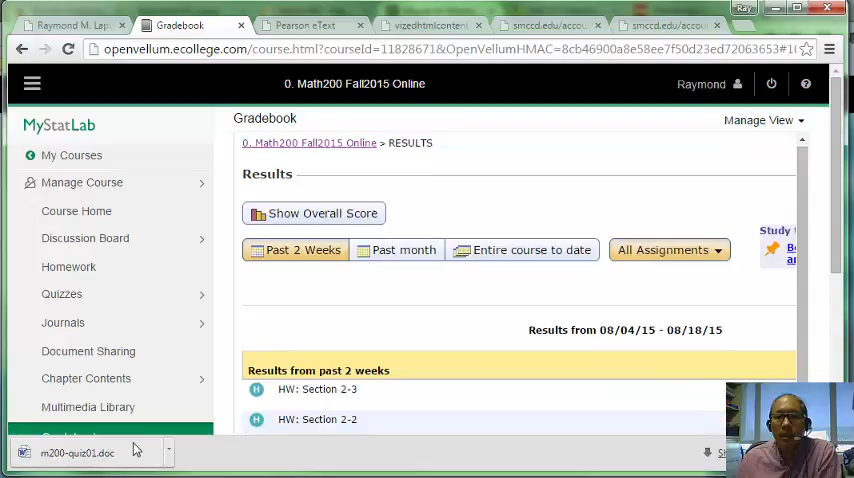 Ray
Raymond M. Lap
Gradebook
Pearson eText
vizedhtmlcontent
smccd.edu/accou
smccd.edu/accou
openvellum.ecollege.com/course.html?courseId=11828671&OpenVellumHMAC=8cb46900a8e58ee7f50d23ed72063653#10
0. Math200 Fall2015 Online
Raymond
MyStatLab
My Courses
Manage Course
Course Home
Discussion Board
Homework
Quizzes
Journals
Document Sharing
Chapter Contents
Multimedia Library
Gradebook
Manage View
0. Math200 Fall2015 Online > RESULTS
Results
Show Overall Score
Past 2 Weeks
Past month
Entire course to date
All Assignments
Study
Results from 08/04/15 - 08/18/15
Results from past 2 weeks
H HW: Section 2-3
H HW: Section 2-2
m200-quiz01.doc